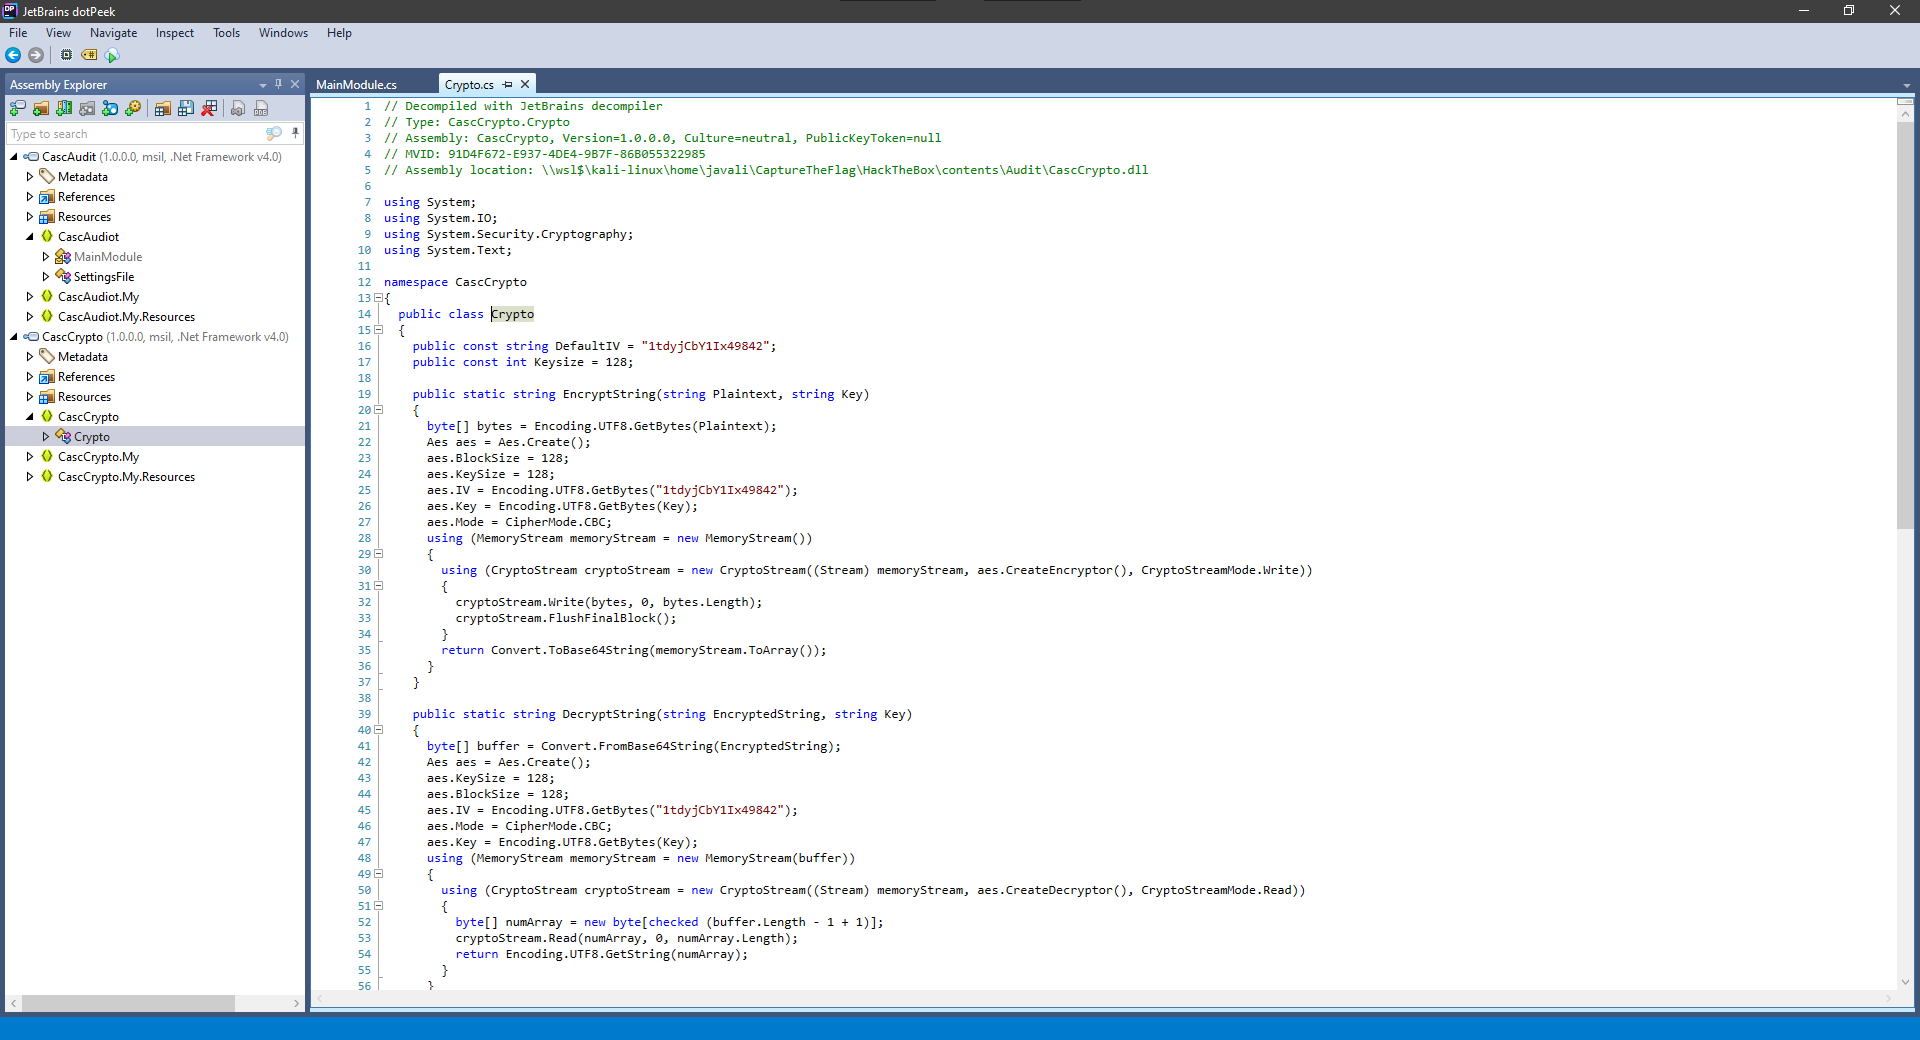 JetBrains dotPeek
File View Navigate Inspect Tools Windows Help
Assembly Explorer
Type to search
CascAudit (1.0.0.0, msil, .Net Framework v4.0)
Metadata
References
Resources
CascAudiot
MainModule
SettingsFile
CascAudiot.My
CascAudiot.My.Resources
CascCrypto (1.0.0.0, msil, .Net Framework v4.0)
Metadata
References
Resources
CascCrypto
Crypto
CascCrypto.My
CascCrypto.My.Resources
MainModule.cs Crypto.cs
1 // Decompiled with JetBrains decompiler
2 // Type: CascCrypto.Crypto
3 // Assembly: CascCrypto, Version=1.0.0.0, Culture=neutral, PublicKeyToken=null
4 // MVID: 91D4F672-E937-4DE4-9B7F-86B055322985
5 // Assembly location: \\wsl$\kali-linux\home\javali\CaptureTheFlag\HackTheBox\contents\Audit\CascCrypto.dll
6
7 using System;
8 using System.IO;
9 using System.Security.Cryptography;
10 using System.Text;
11
12 namespace CascCrypto
13 {
14 public class Crypto
15 {
16 public const string DefaultIV = "1tdyjCbY1Ix49842";
17 public const int Keysize = 128;
18
19 public static string EncryptString(string Plaintext, string Key)
20 {
21 byte[] bytes = Encoding.UTF8.GetBytes(Plaintext);
22 Aes aes = Aes.Create();
23 aes.BlockSize = 128;
24 aes.KeySize = 128;
25 aes.IV = Encoding.UTF8.GetBytes("1tdyjCbY1Ix49842");
26 aes.Key = Encoding.UTF8.GetBytes(Key);
27 aes.Mode = CipherMode.CBC;
28 using (MemoryStream memoryStream = new MemoryStream())
29 {
30 using (CryptoStream cryptoStream = new CryptoStream((Stream) memoryStream, aes.CreateEncryptor(), CryptoStreamMode.Write))
31 {
32 cryptoStream.Write(bytes, 0, bytes.Length);
33 cryptoStream.FlushFinalBlock();
34 }
35 return Convert.ToBase64String(memoryStream.ToArray());
36 }
37 }
38
39 public static string DecryptString(string EncryptedString, string Key)
40 {
41 byte[] buffer = Convert.FromBase64String(EncryptedString);
42 Aes aes = Aes.Create();
43 aes.KeySize = 128;
44 aes.BlockSize = 128;
45 aes.IV = Encoding.UTF8.GetBytes("1tdyjCbY1Ix49842");
46 aes.Mode = CipherMode.CBC;
47 aes.Key = Encoding.UTF8.GetBytes(Key);
48 using (MemoryStream memoryStream = new MemoryStream(buffer))
49 {
50 using (CryptoStream cryptoStream = new CryptoStream((Stream) memoryStream, aes.CreateDecryptor(), CryptoStreamMode.Read))
51 {
52 byte[] numArray = new byte[checked (buffer.Length - 1 + 1)];
53 cryptoStream.Read(numArray, 0, numArray.Length);
54 return Encoding.UTF8.GetString(numArray);
55 }
56 }